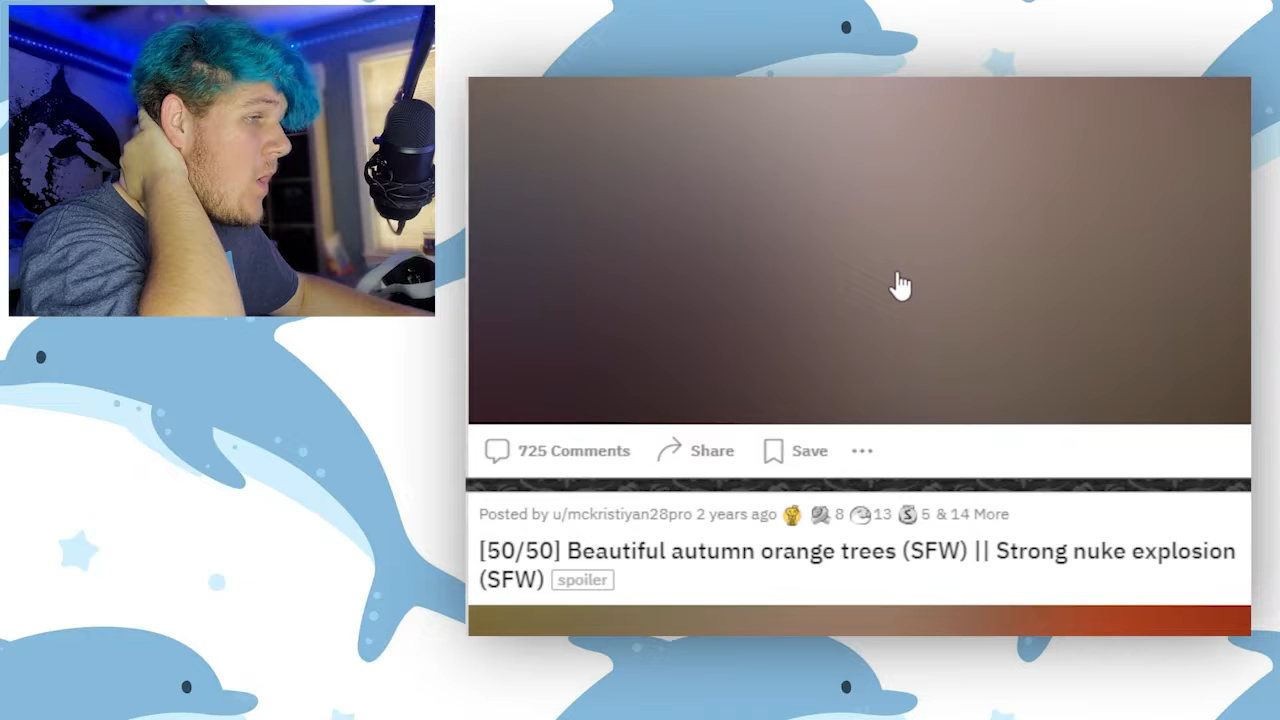 725 Comments Share Save
Posted by u/mckristiyan28pro 2 years ago 8 13 5 & 14 More
[50/50] Beautiful autumn orange trees (SFW) || Strong nuke explosion
(SFW) spoiler